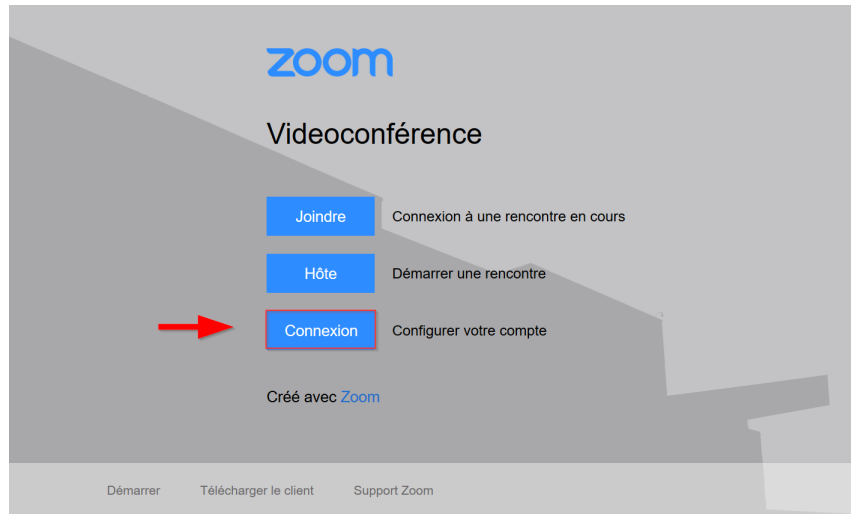 zoom
Videoconférence
Joindre Connexion à une rencontre en cours
Hôte Démarrer une rencontre
Connexion Configurer votre compte
Créé avec Zoom
Démarrer Télécharger le client Support Zoom